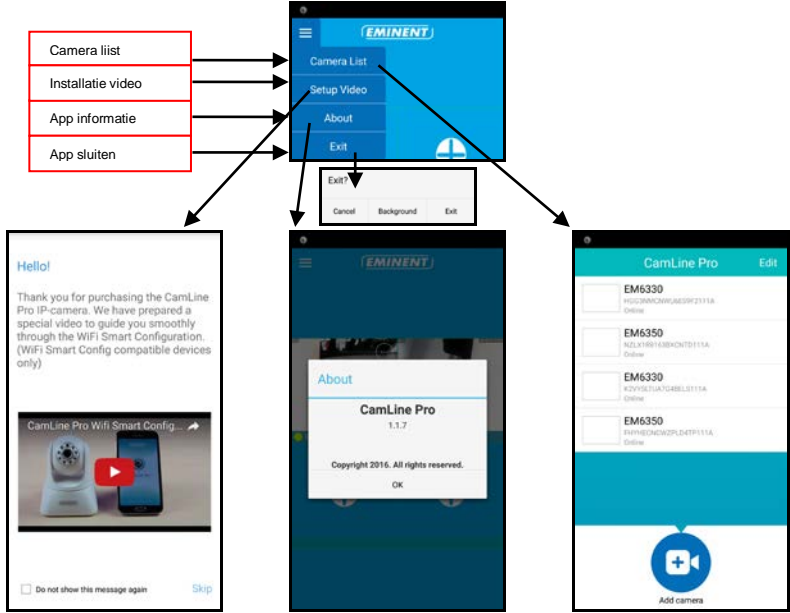 Camera liist
Installatie video
App informatie
App sluiten
EMINENT
Camera List
Setup Video
About
Exit
Exit?
Cancel Background Exit
Hello!
Thank you for purchasing the CamLine
Pro IP-camera. We have prepared a
special video to guide you smoothly
through the WiFi Smart Configuration.
(WiFi Smart Config compatible devices
only)
CamLine Pro Wifi Smart Config...
Do not show this message again Skip
EMINENT
About
CamLine Pro
1.1.7
Copyright 2016. All rights reserved.
OK
CamLine Pro Edit
EM6330
Online
EM6350
Online
EM6330
Online
EM6350
Online
Add camera